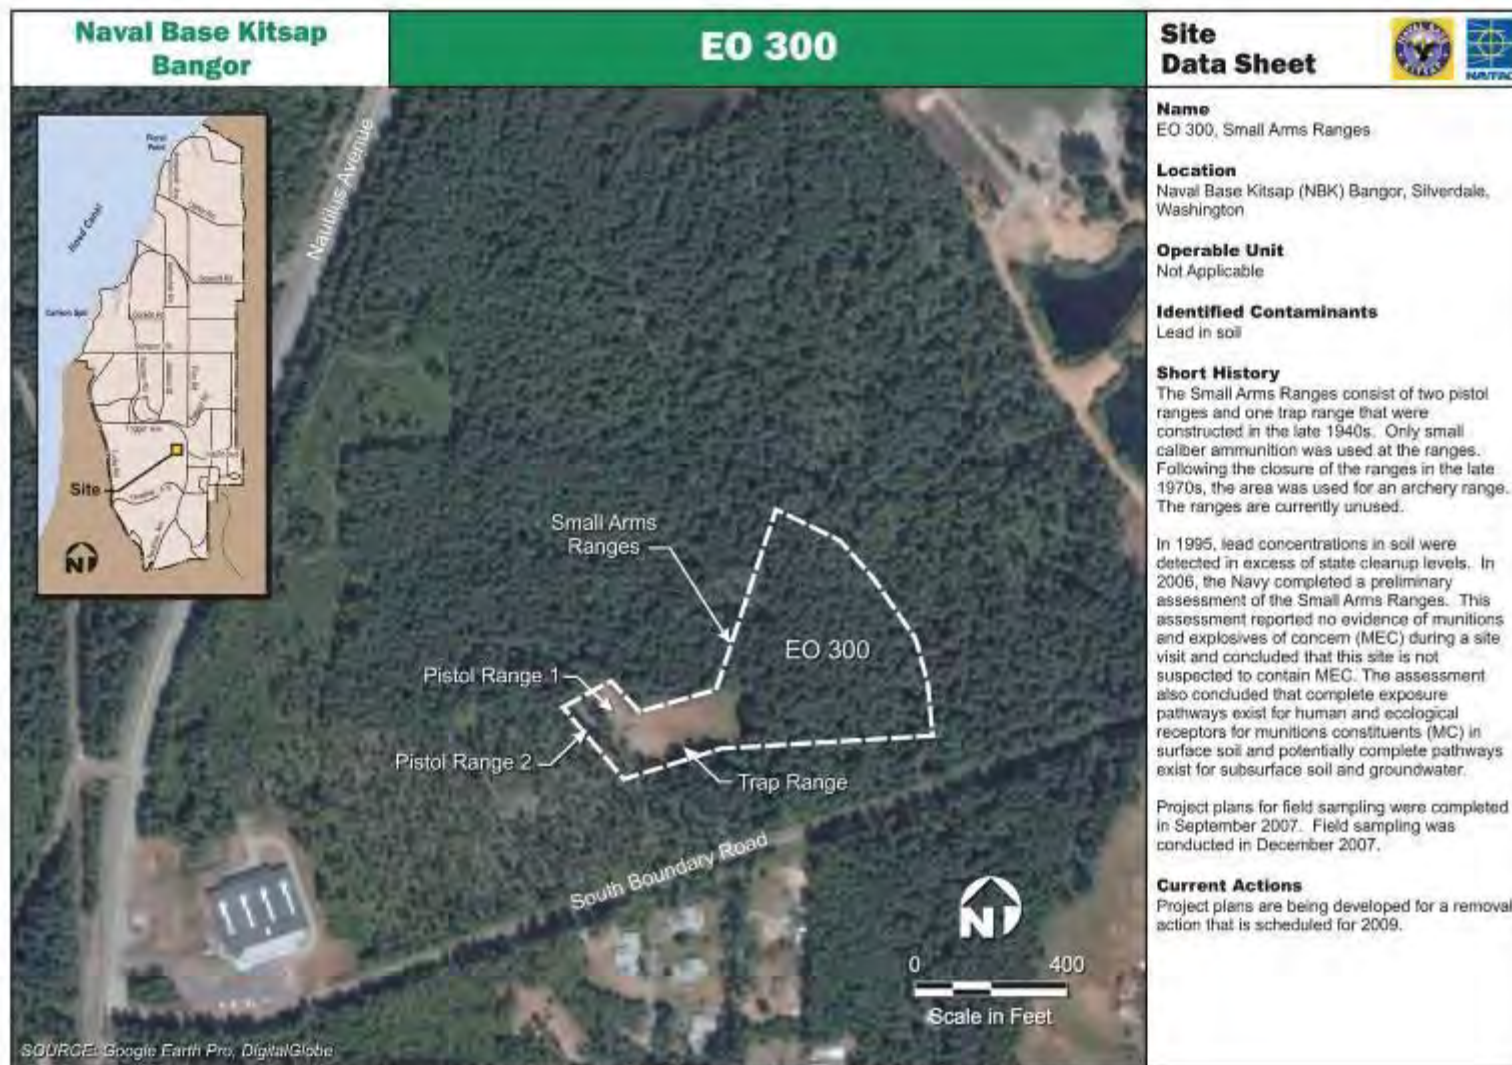 Naval Base Kitsap
Bangor
EO 300
Site
Data Sheet
Nautilus Avenue
Hood Canal
Site
N
Small Arms
Ranges
EO 300
Pistol Range 1
Pistol Range 2
Trap Range
South Boundary Road
N
0 400
Scale in Feet
SOURCE: Google Earth Pro, DigitalGlobe
Name
EO 300, Small Arms Ranges
Location
Naval Base Kitsap (NBK) Bangor, Silverdale,
Washington
Operable Unit
Not Applicable
Identified Contaminants
Lead in soil
Short History
The Small Arms Ranges consist of two pistol
ranges and one trap range that were
constructed in the late 1940s. Only small
caliber ammunition was used at the ranges.
Following the closure of the ranges in the late
1970s, the area was used for an archery range.
The ranges are currently unused.
In 1995, lead concentrations in soil were
detected in excess of state cleanup levels. In
2006, the Navy completed a preliminary
assessment of the Small Arms Ranges. This
assessment reported no evidence of munitions
and explosives of concern (MEC) during a site
visit and concluded that this site is not
suspected to contain MEC. The assessment
also concluded that complete exposure
pathways exist for human and ecological
receptors for munitions constituents (MC) in
surface soil and potentially complete pathways
exist for subsurface soil and groundwater.
Project plans for field sampling were completed
in September 2007. Field sampling was
conducted in December 2007.
Current Actions
Project plans are being developed for a removal
action that is scheduled for 2009.